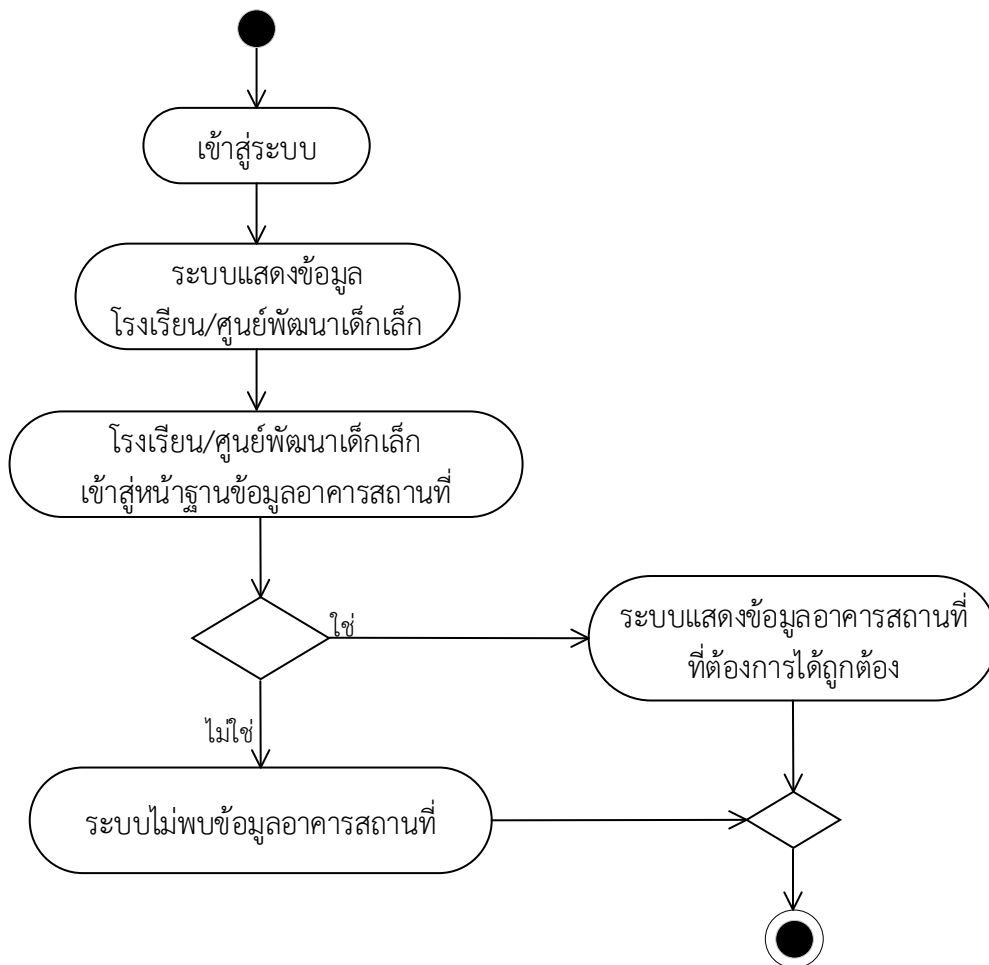 เข้าสู่ระบบ
ระบบแสดงข้อมูล
โรงเรียน/ศูนย์พัฒนาเด็กเล็ก
โรงเรียน/ศูนย์พัฒนาเด็กเล็ก
เข้าสู่หน้าฐานข้อมูลอาคารสถานที่
ใช่
ระบบแสดงข้อมูลอาคารสถานที่
ที่ต้องการได้ถูกต้อง
ไม่ใช่
ระบบไม่พบข้อมูลอาคารสถานที่